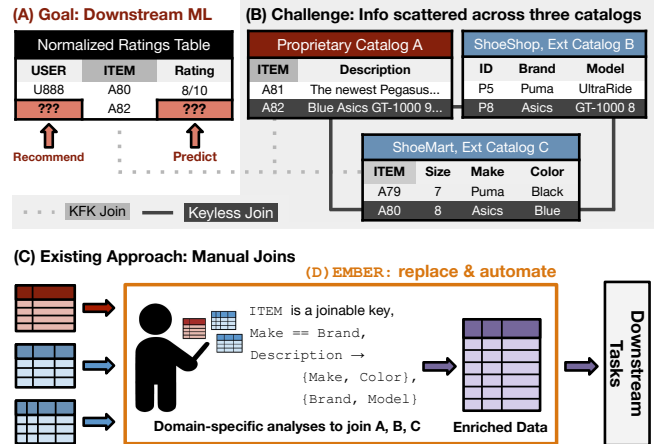 (A) Goal: Downstream ML
Normalized Ratings Table
USER ITEM Rating
U888 A80 8/10
??? A82 ???
Recommend Predict
KFK Join
Keyless Join
(B) Challenge: Info scattered across three catalogs
Proprietary Catalog A
ITEM Description
A81 The newest Pegasus...
A82 Blue Asics GT-1000 9...
ShoeShop, Ext Catalog B
ID Brand Model
P5 Puma UltraRide
P8 Asics GT-1000 8
ShoeMart, Ext Catalog C
ITEM Size Make Color
A79 7 Puma Black
A80 8 Asics Blue
(C) Existing Approach: Manual Joins
(D) EMBER: replace & automate
ITEM is a joinable key,
Make == Brand,
Description →
{Make, Color},
{Brand, Model}
Domain-specific analyses to join A, B, C
Enriched Data
Downstream
Tasks